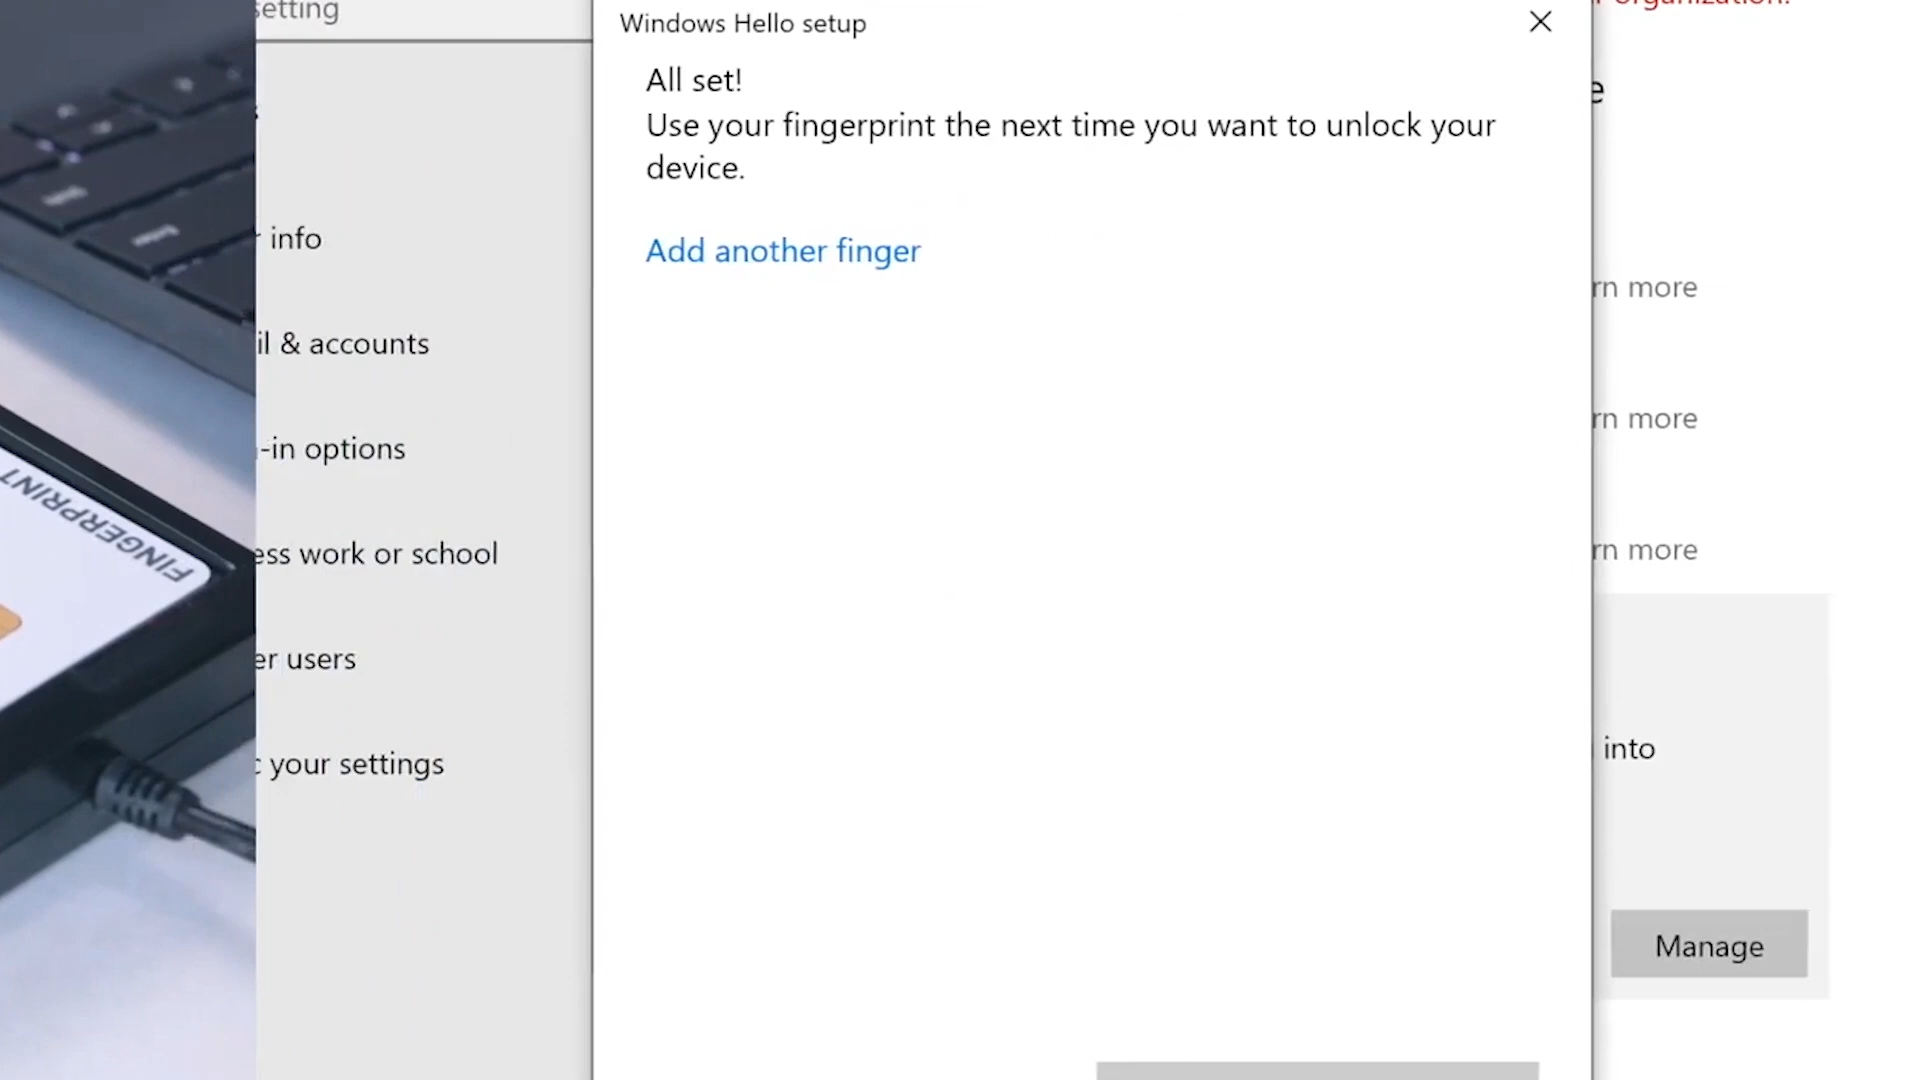 setting
Windows Hello setup
organization.
All set!
Use your fingerprint the next time you want to unlock your
device.
info
Add another finger
rn more
il & accounts
rn more
-in options
FINGERPRINT
rn more
ess work or school
er users
into
your settings
Manage